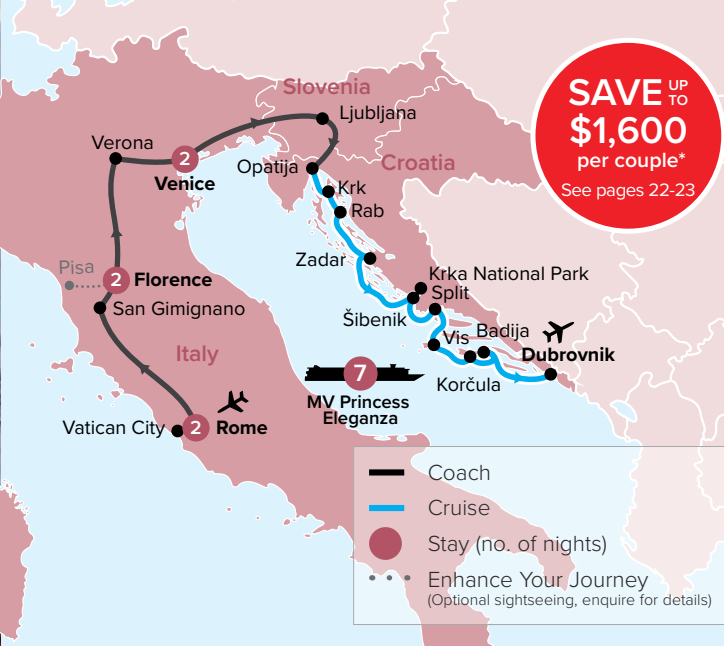 Slovenia
Ljubljana
SAVE UP TO
$1,600
per couple*
See pages 22-23
Verona
2
Venice
Opatija
Croatia
Krk
Rab
Pisa
2
Florence
Zadar
Krka National Park
Split
San Gimignano
Šibenik
Vis
Badija
Dubrovnik
Italy
7
Korčula
MV Princess
Eleganza
Vatican City
2
Rome
Coach
Cruise
Stay (no. of nights)
Enhance Your Journey
(Optional sightseeing, enquire for details)